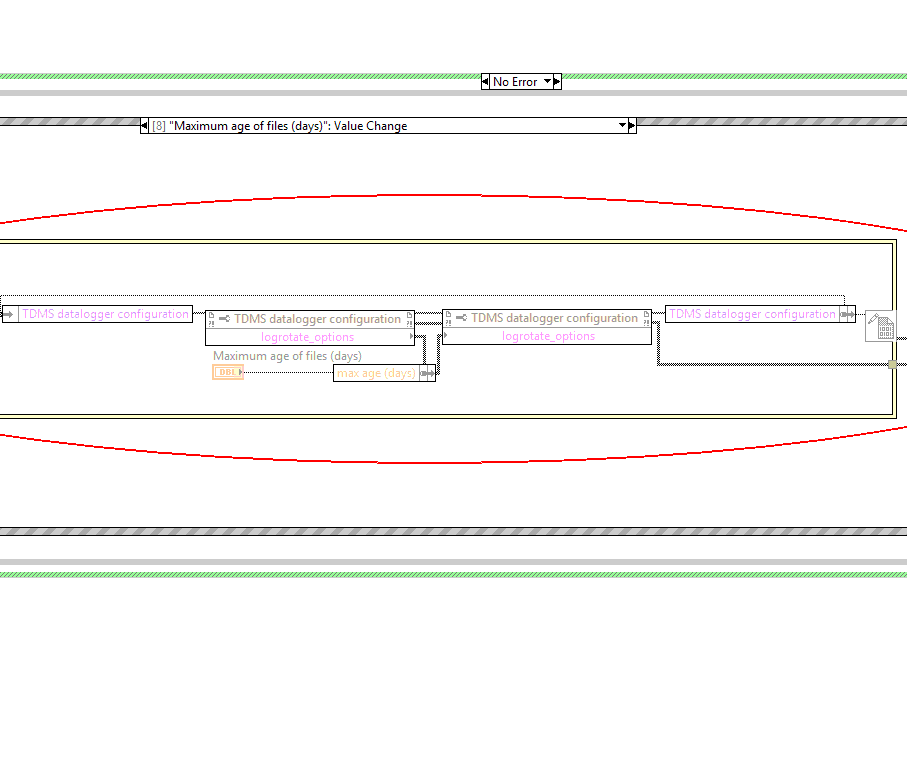 No Error
[8] "Maximum age of files (days)": Value Change
TDMS datalogger configuration
TDMS datalogger configuration
logrotate_options
TDMS datalogger configuration
logrotate_options
TDMS datalogger configuration
Maximum age of files (days)
DBL
max age (days)